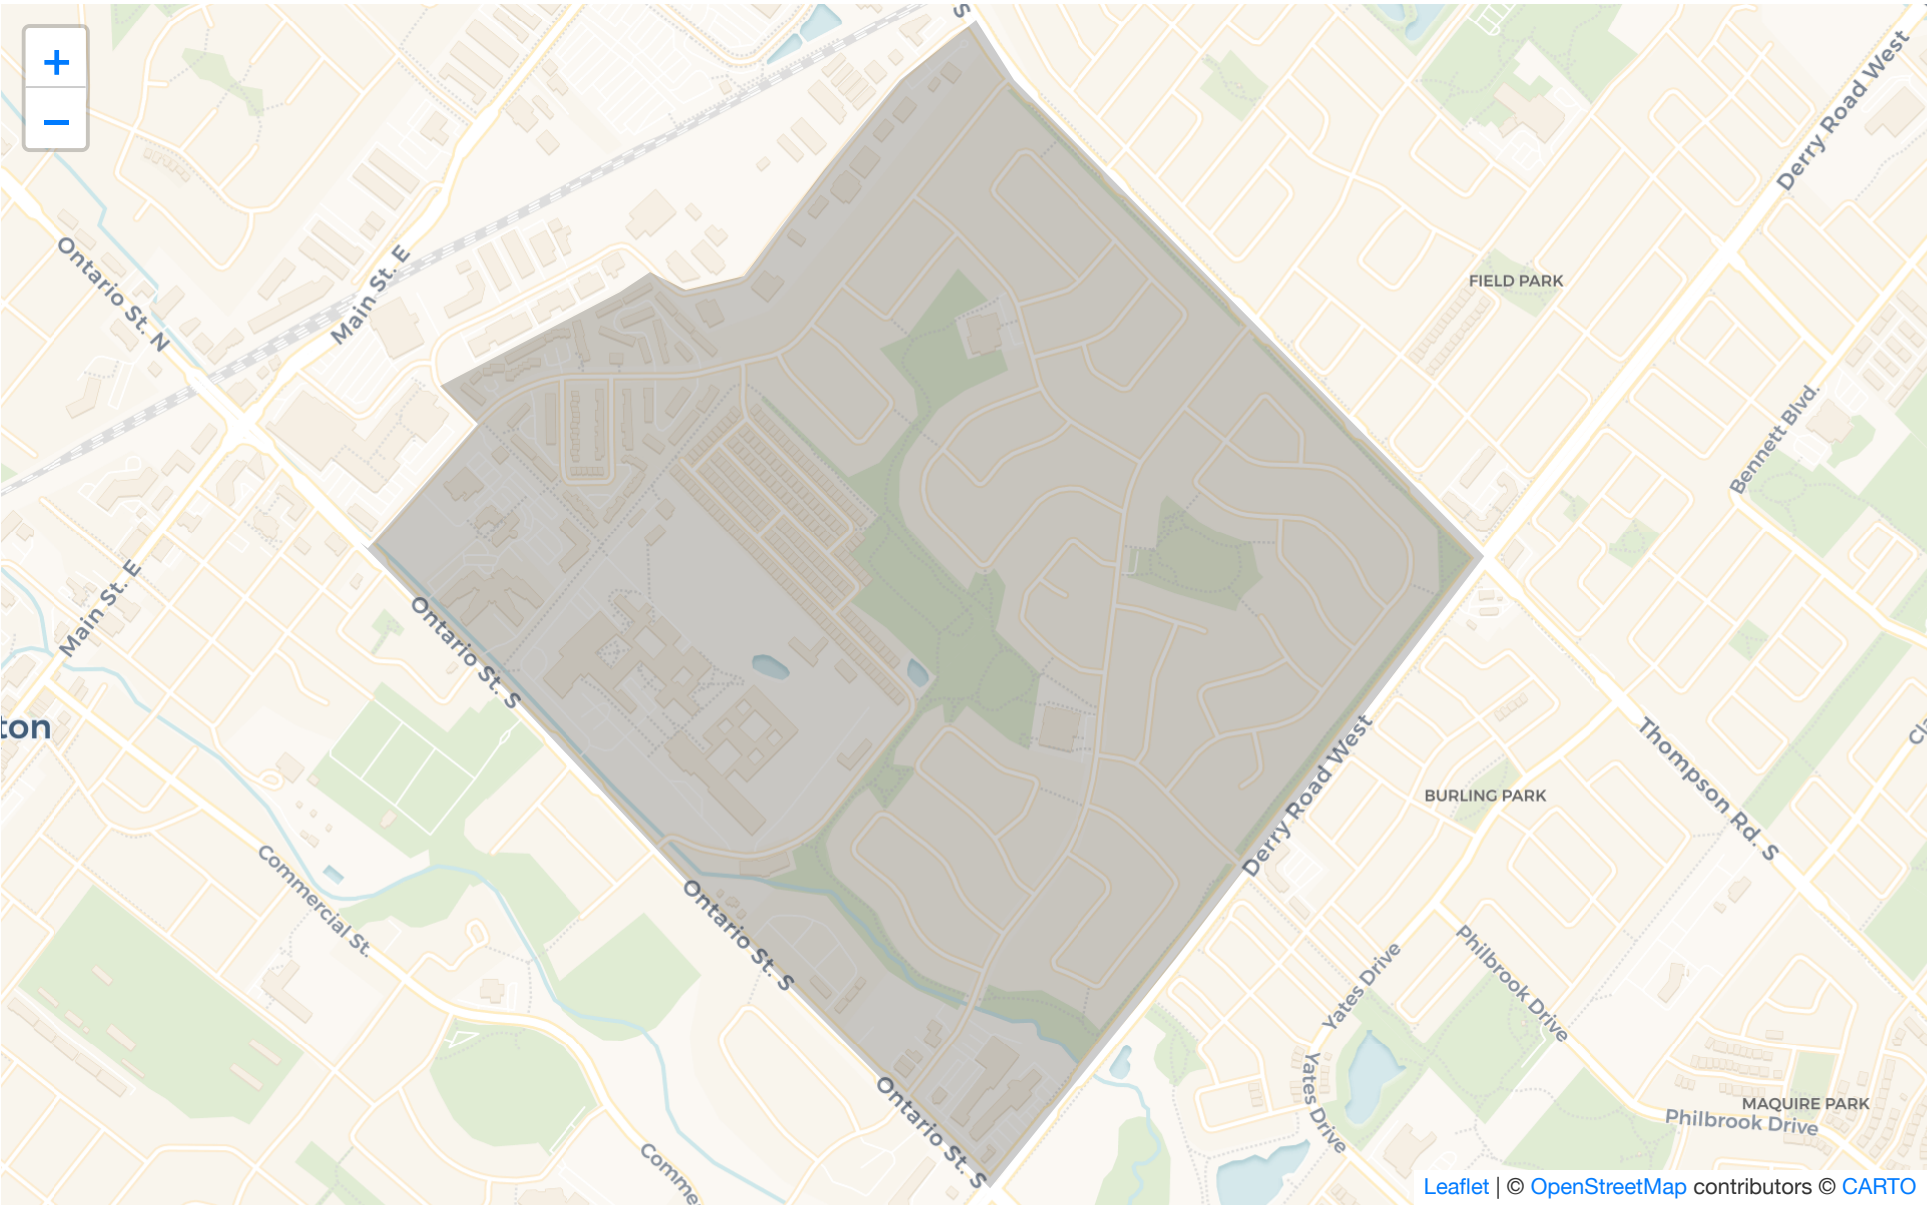 +
−
S
Derry Road West
Ontario St. N
Main St. E
FIELD PARK
Bennett Blvd.
Main St. E
Ontario St. S
ton
Thompson Rd. S
Derry Road West
BURLING PARK
Commercial St.
Ontario St. S
Yates Drive
Philbrook Drive
Yates Drive
Ontario St. S
MAQUIRE PARK
Philbrook Drive
Comme
Leaflet | © OpenStreetMap contributors © CARTO